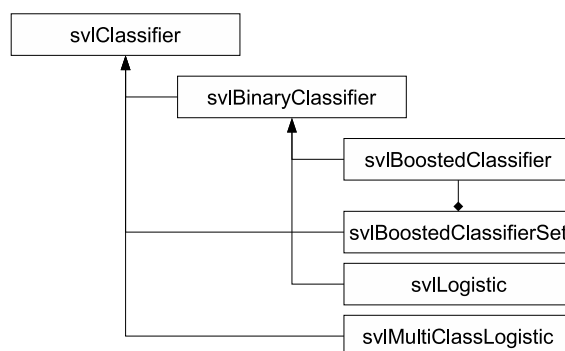 svlClassifier
svlBinaryClassifier
svlBoostedClassifier
svlBoostedClassifierSet
svlLogistic
svlMultiClassLogistic